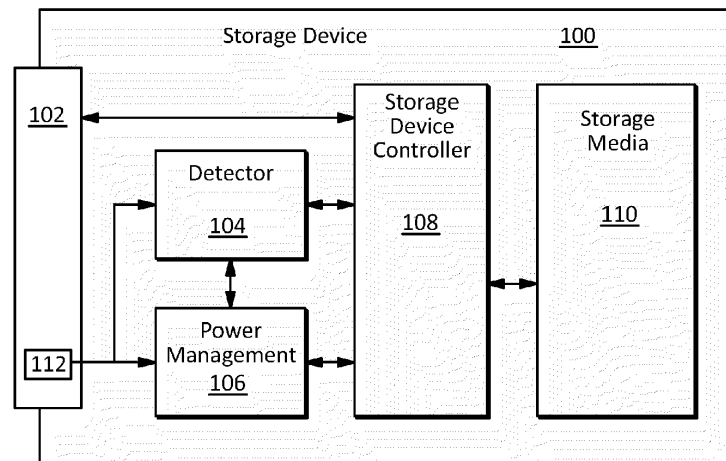 Storage Device 100
102
Detector
104
Power
Management
106
112
Storage
Device
Controller
108
Storage
Media
110